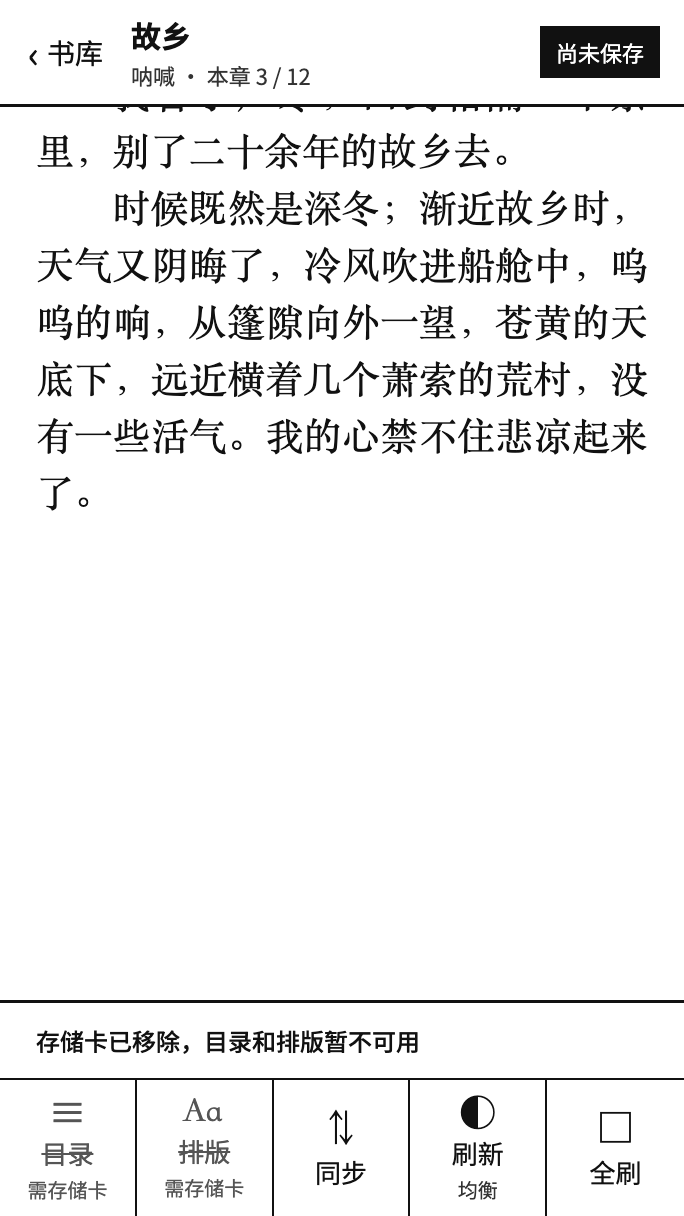 ‹ 书库
故乡
呐喊 · 本章 3 / 12
尚未保存
里，别了二十余年的故乡去。
时候既然是深冬；渐近故乡时，
天气又阴晦了，冷风吹进船舱中，呜
呜的响，从篷隙向外一望，苍黄的天
底下，远近横着几个萧索的荒村，没
有一些活气。我的心禁不住悲凉起来
了。
存储卡已移除，目录和排版暂不可用
目录
需存储卡
Aa
排版
需存储卡
同步
刷新
均衡
全刷